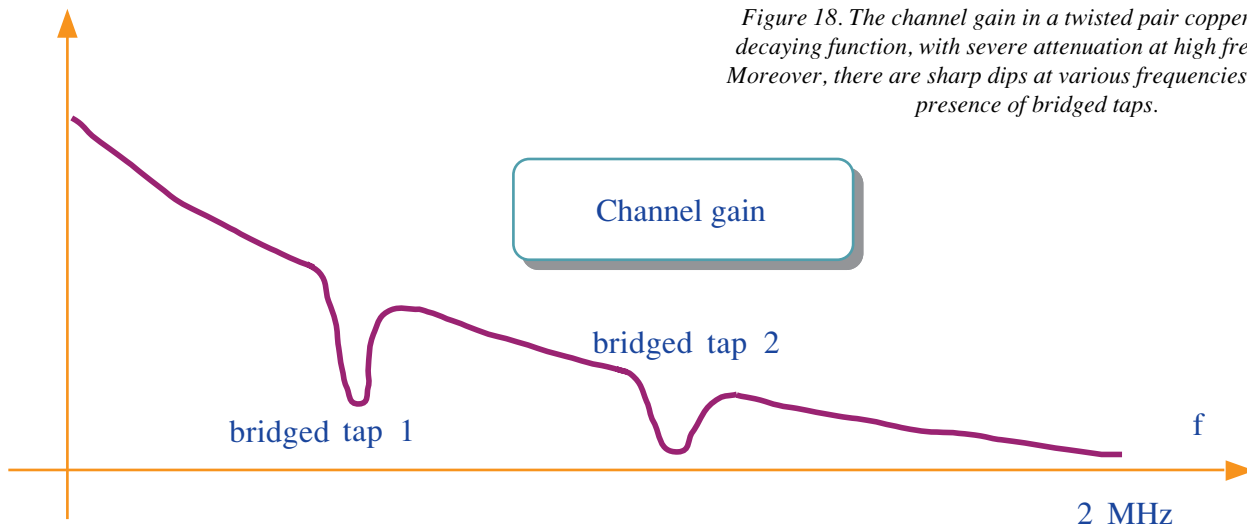 Figure 18. The channel gain in a twisted pair copper
decaying function, with severe attenuation at high fre
Moreover, there are sharp dips at various frequencies
presence of bridged taps.
Channel gain
bridged tap 2
bridged tap 1
f
2 MHz